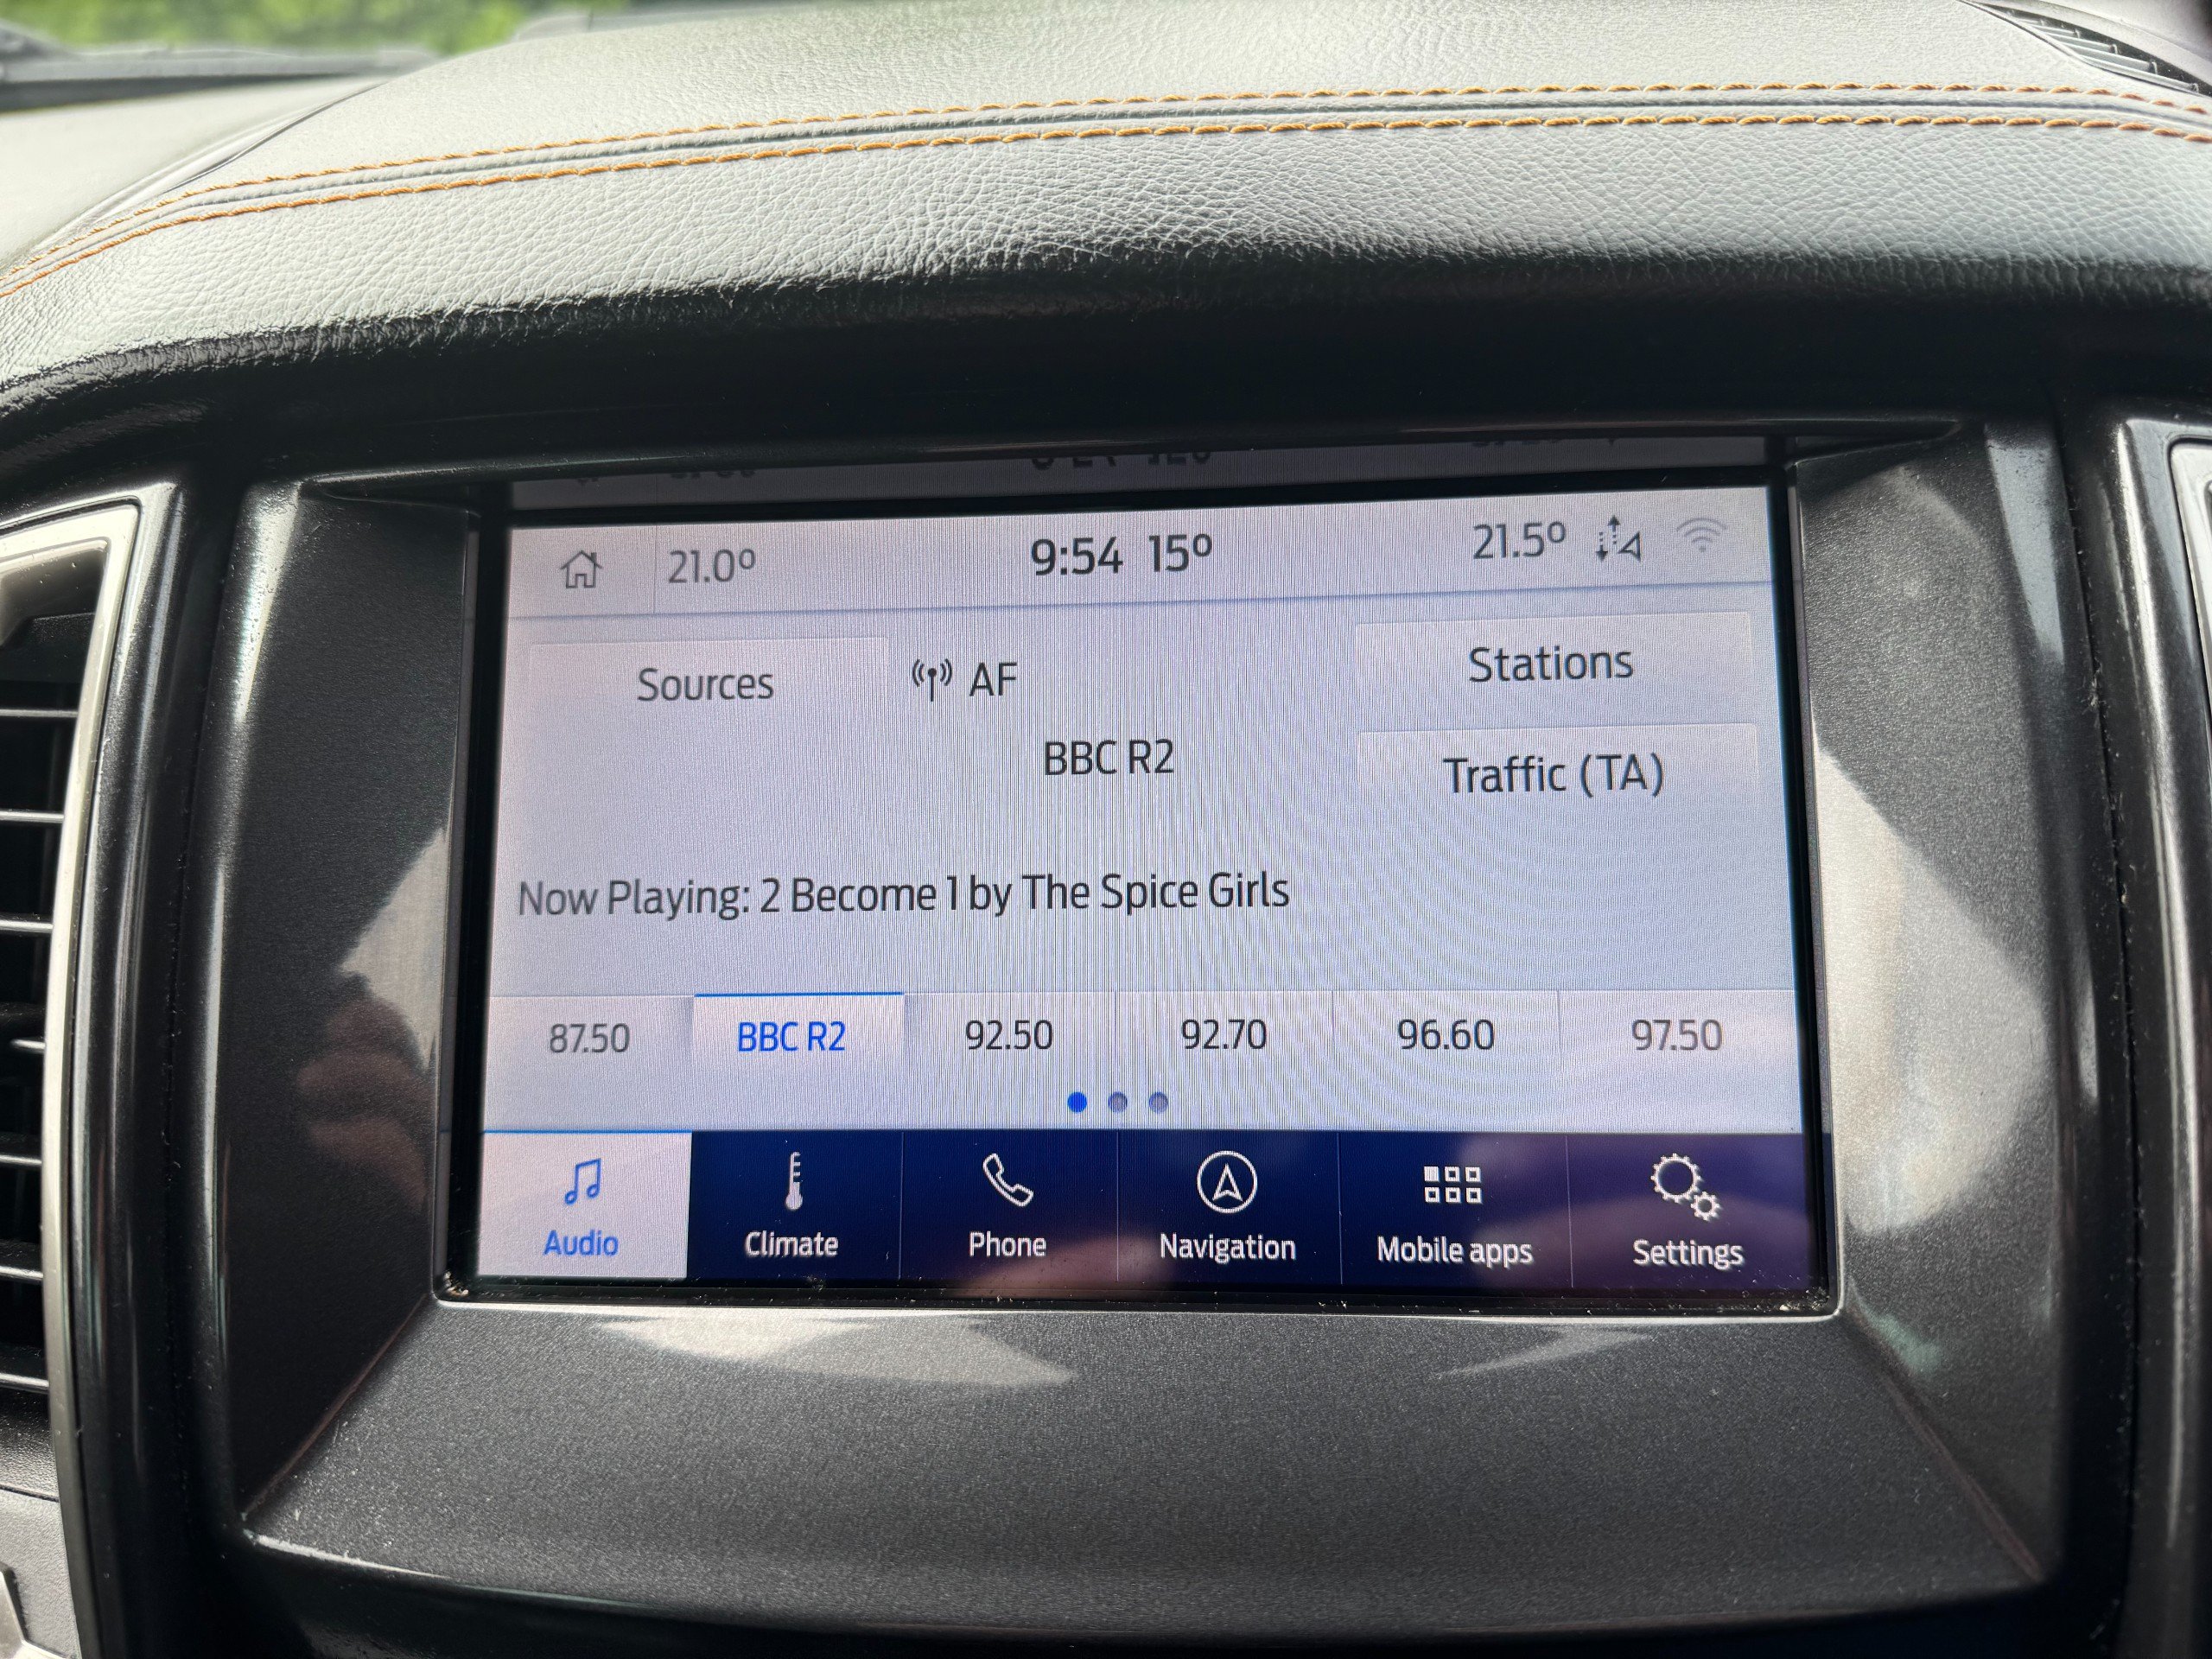 21.0° 9:54 15° 21.5°
Sources AF Stations
BBC R2
Traffic (TA)
Now Playing: 2 Become 1 by The Spice Girls
87.50 BBC R2 92.50 92.70 96.60 97.50
Audio Climate Phone Navigation Mobile apps Settings